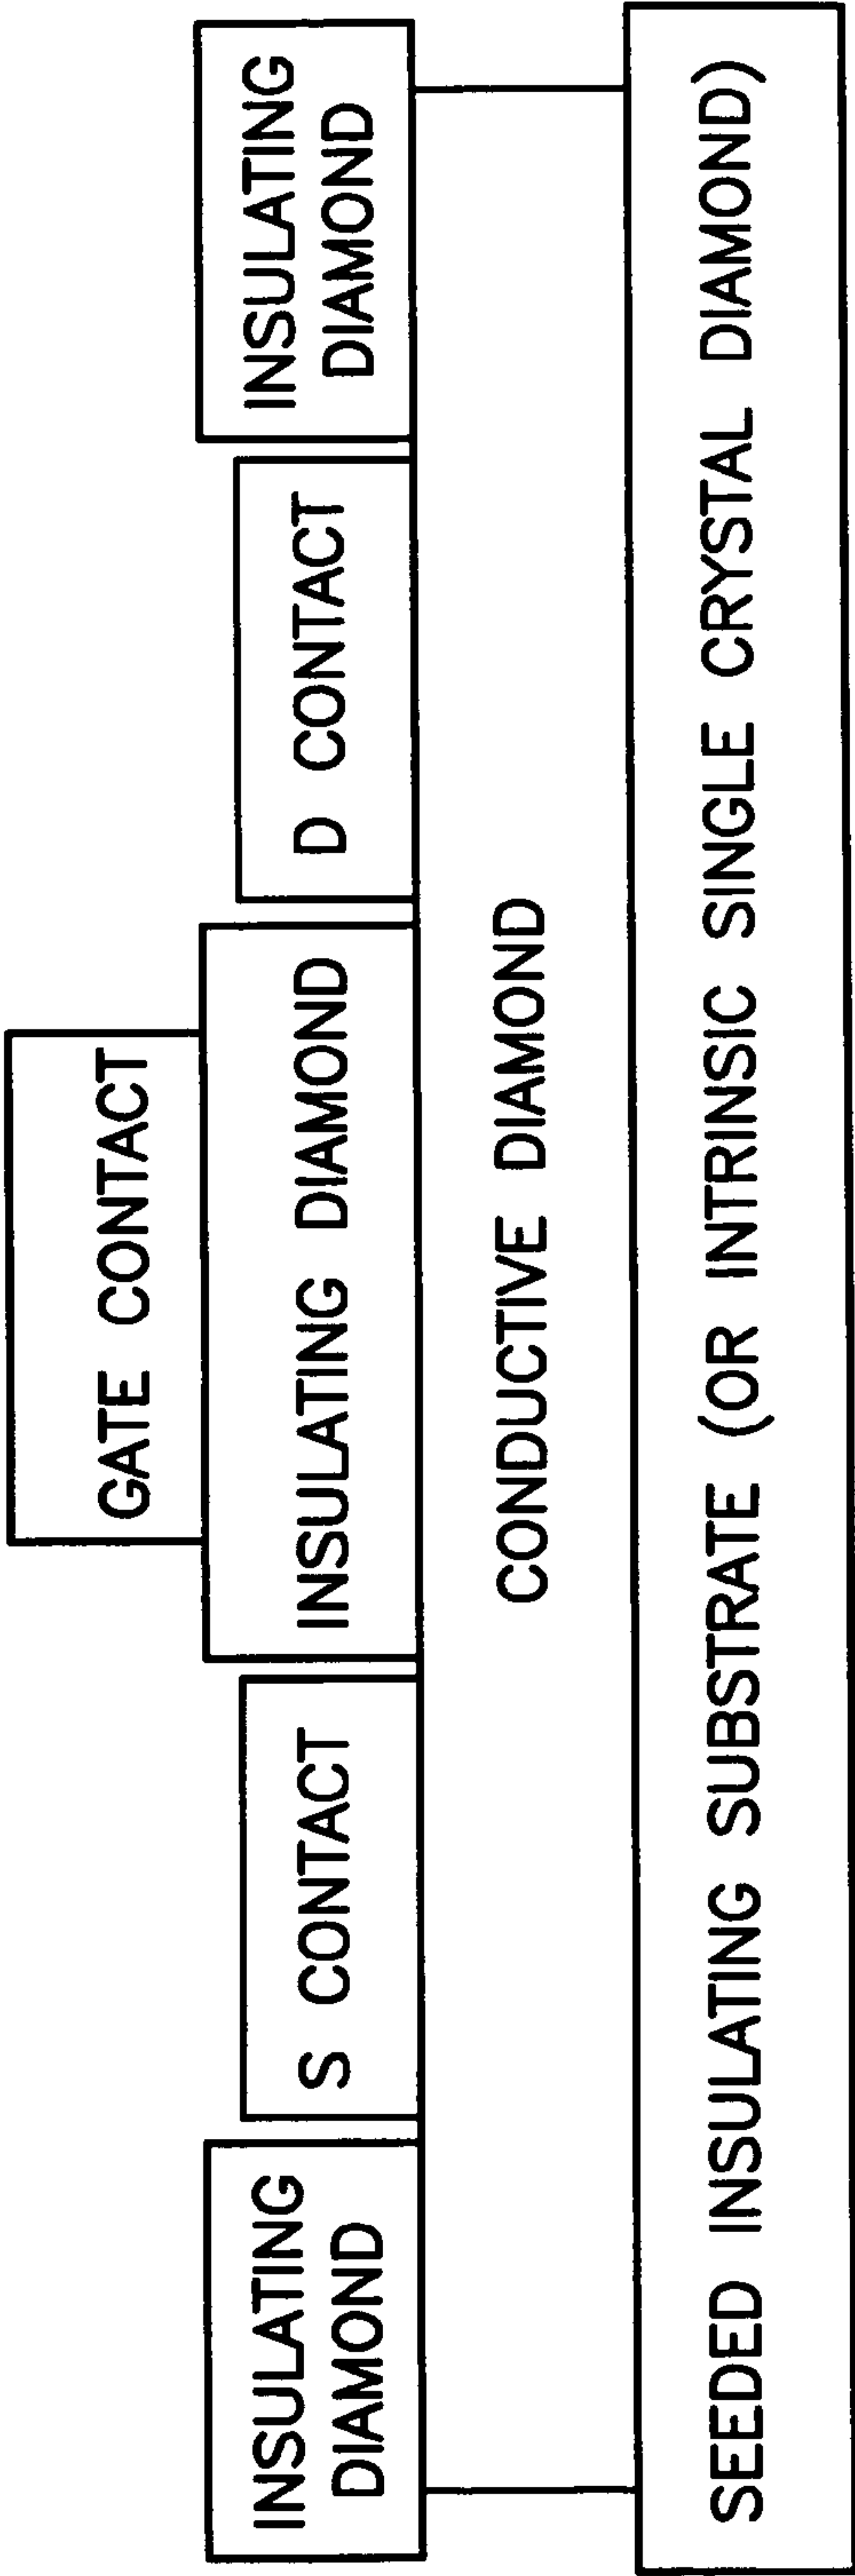 GATE CONTACT
INSULATING
DIAMOND
S CONTACT
INSULATING DIAMOND
D CONTACT
INSULATING
DIAMOND
CONDUCTIVE DIAMOND
SEEDED INSULATING SUBSTRATE (OR INTRINSIC SINGLE CRYSTAL DIAMOND)